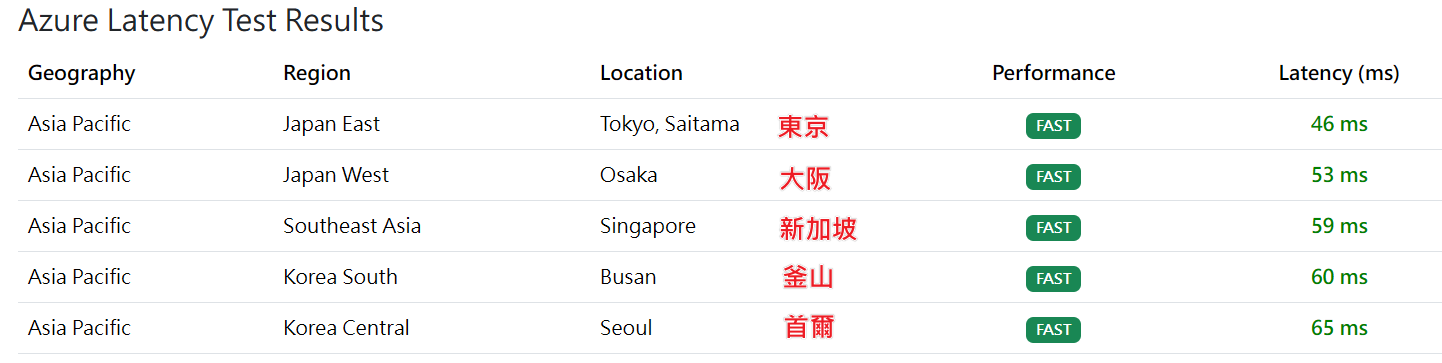 Azure Latency Test Results
Geography Region Location Performance Latency (ms)
Asia Pacific Japan East Tokyo, Saitama 東京 FAST 46 ms
Asia Pacific Japan West Osaka 大阪 FAST 53 ms
Asia Pacific Southeast Asia Singapore 新加坡 FAST 59 ms
Asia Pacific Korea South Busan 釜山 FAST 60 ms
Asia Pacific Korea Central Seoul 首爾 FAST 65 ms